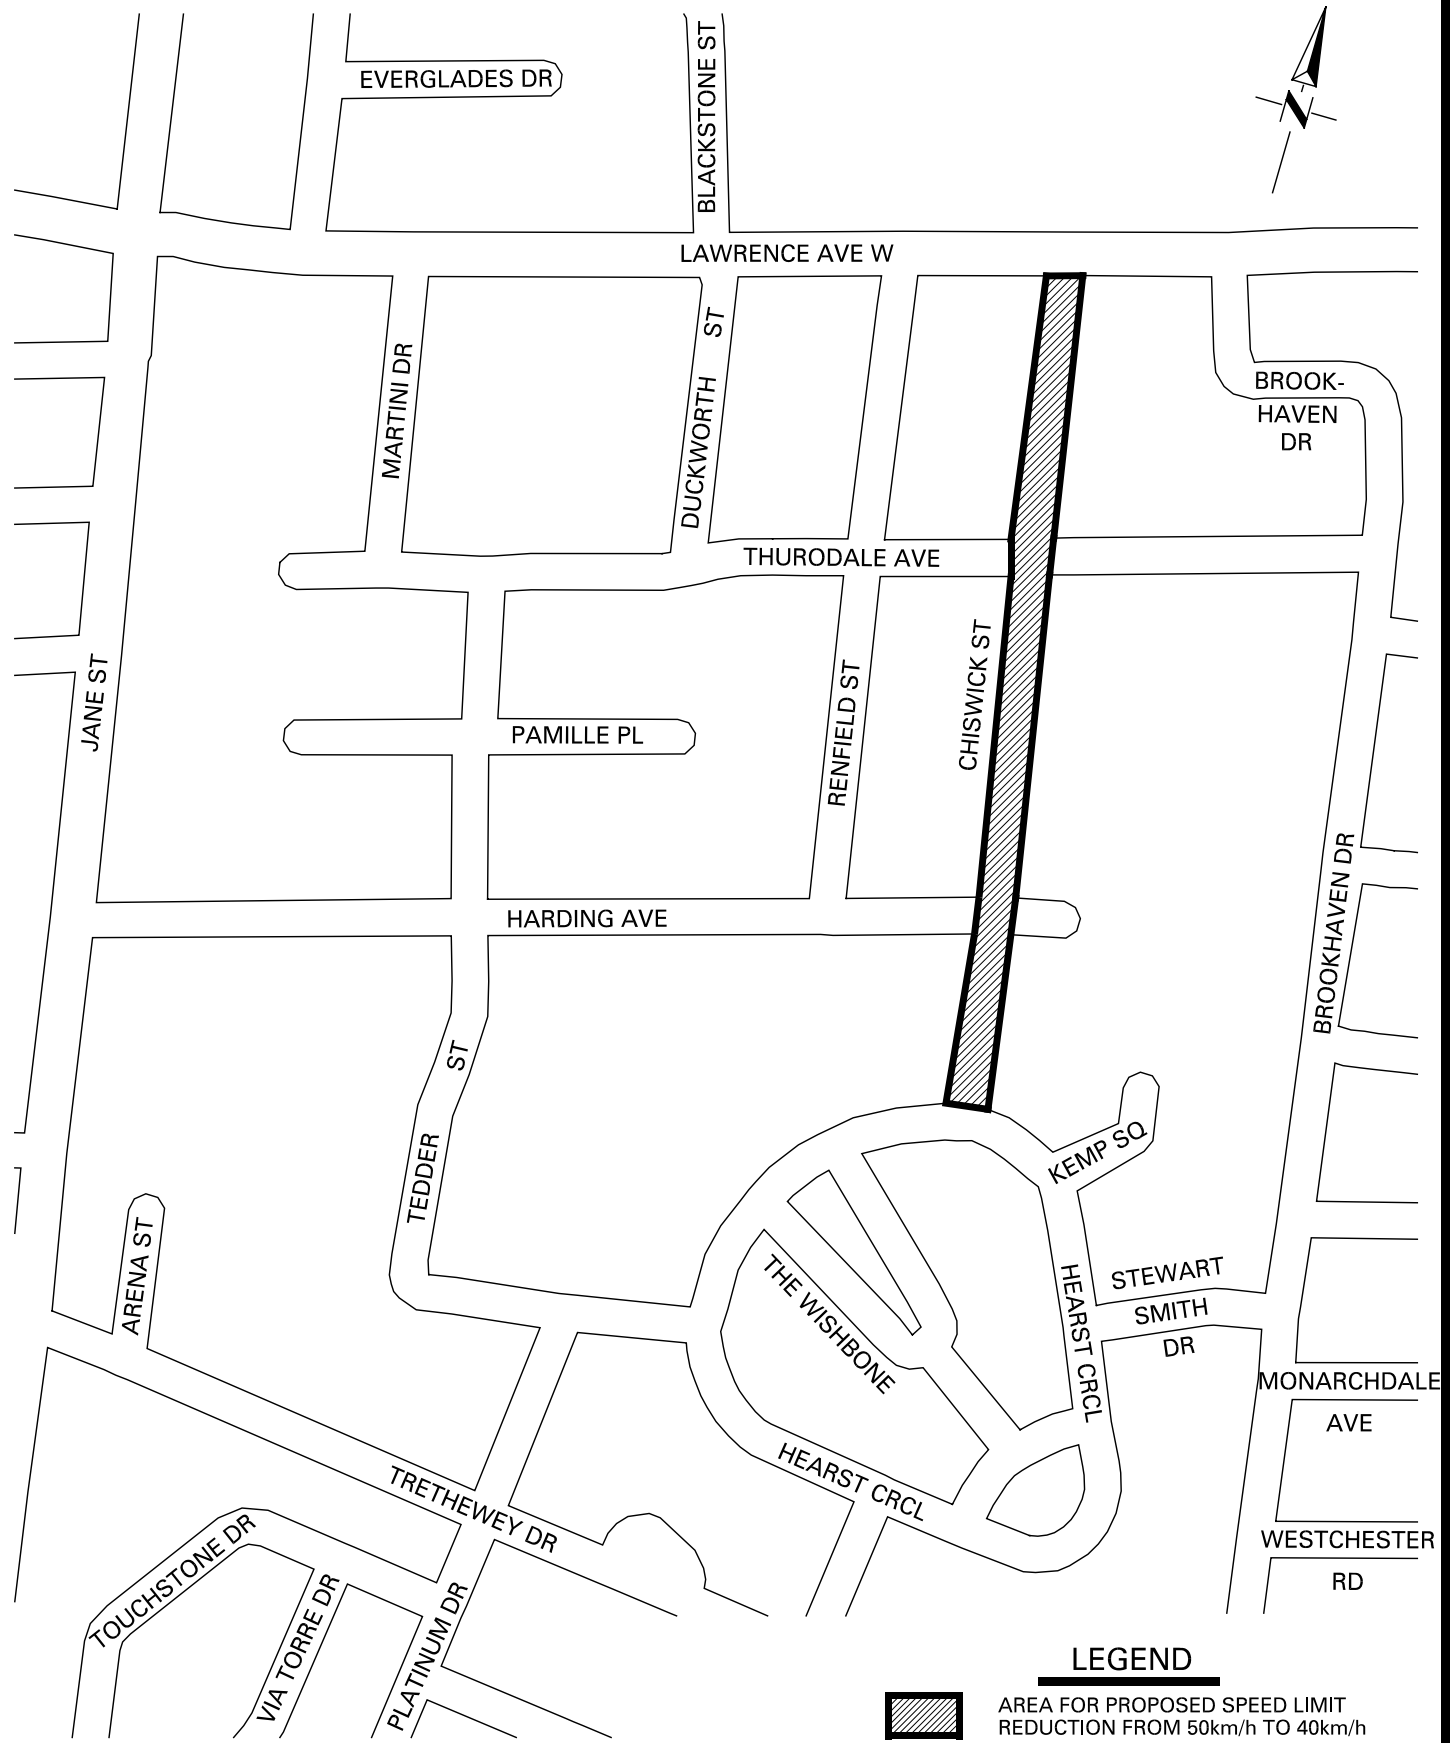 EVERGLADES DR
BLACKSTONE ST
N
LAWRENCE AVE W
MARTINI DR
DUCKWORTH ST
BROOK-
HAVEN
DR
THURODALE AVE
JANE ST
PAMILLE PL
RENFIELD ST
CHISWICK ST
BROOKHAVEN DR
HARDING AVE
TEDDER ST
KEMP SQ
ARENA ST
THE WISHBONE
HEARST CRCL
STEWART
SMITH
DR
MONARCHDALE
AVE
HEARST CRCL
TRETHEWEY DR
TOUCHSTONE DR
VIA TORRE DR
PLATINUM DR
WESTCHESTER
RD
LEGEND
AREA FOR PROPOSED SPEED LIMIT
REDUCTION FROM 50km/h TO 40km/h